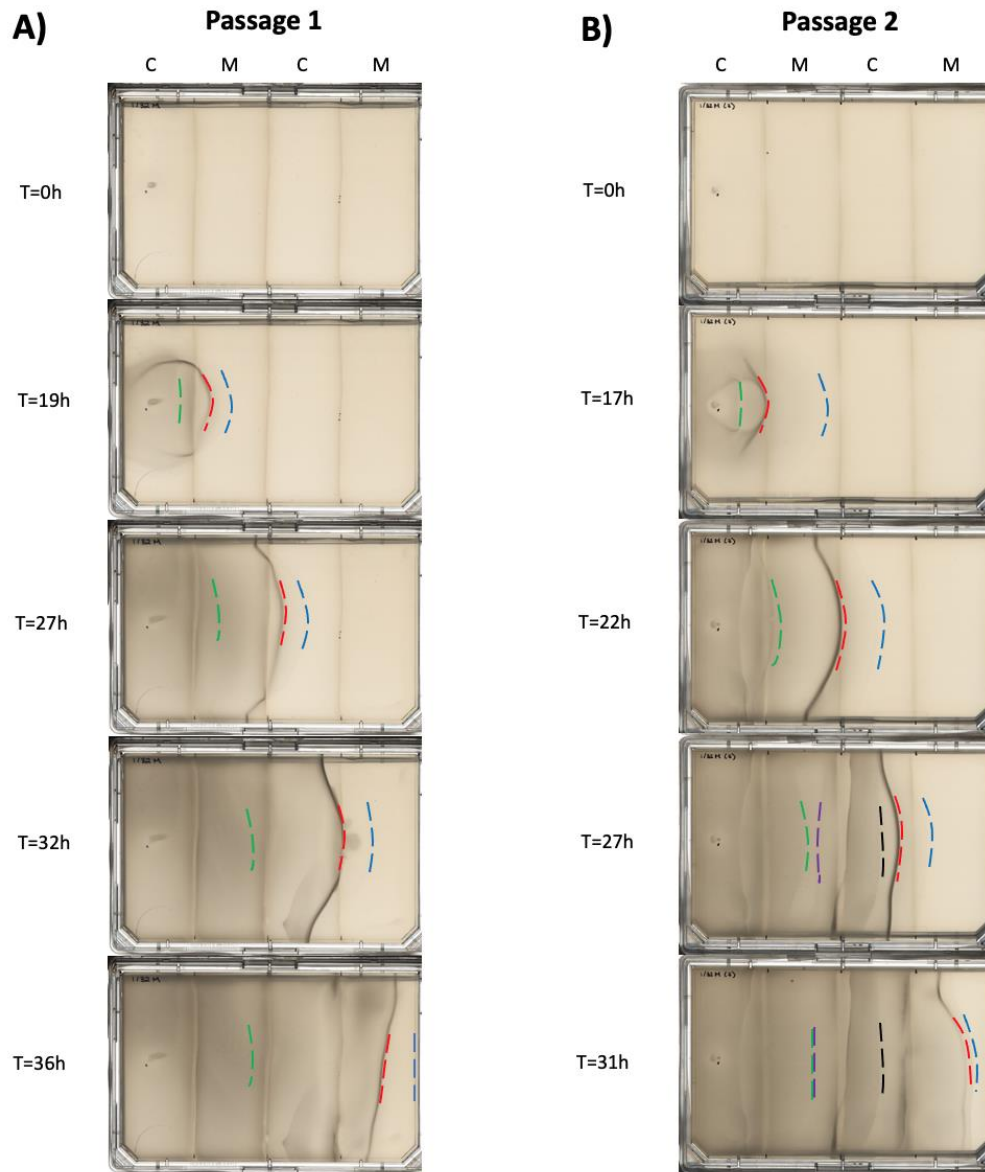 A)
Passage 1
C M C M
T=0h
T=19h
T=27h
T=32h
T=36h
B)
Passage 2
C M C M
T=0h
T=17h
T=22h
T=27h
T=31h